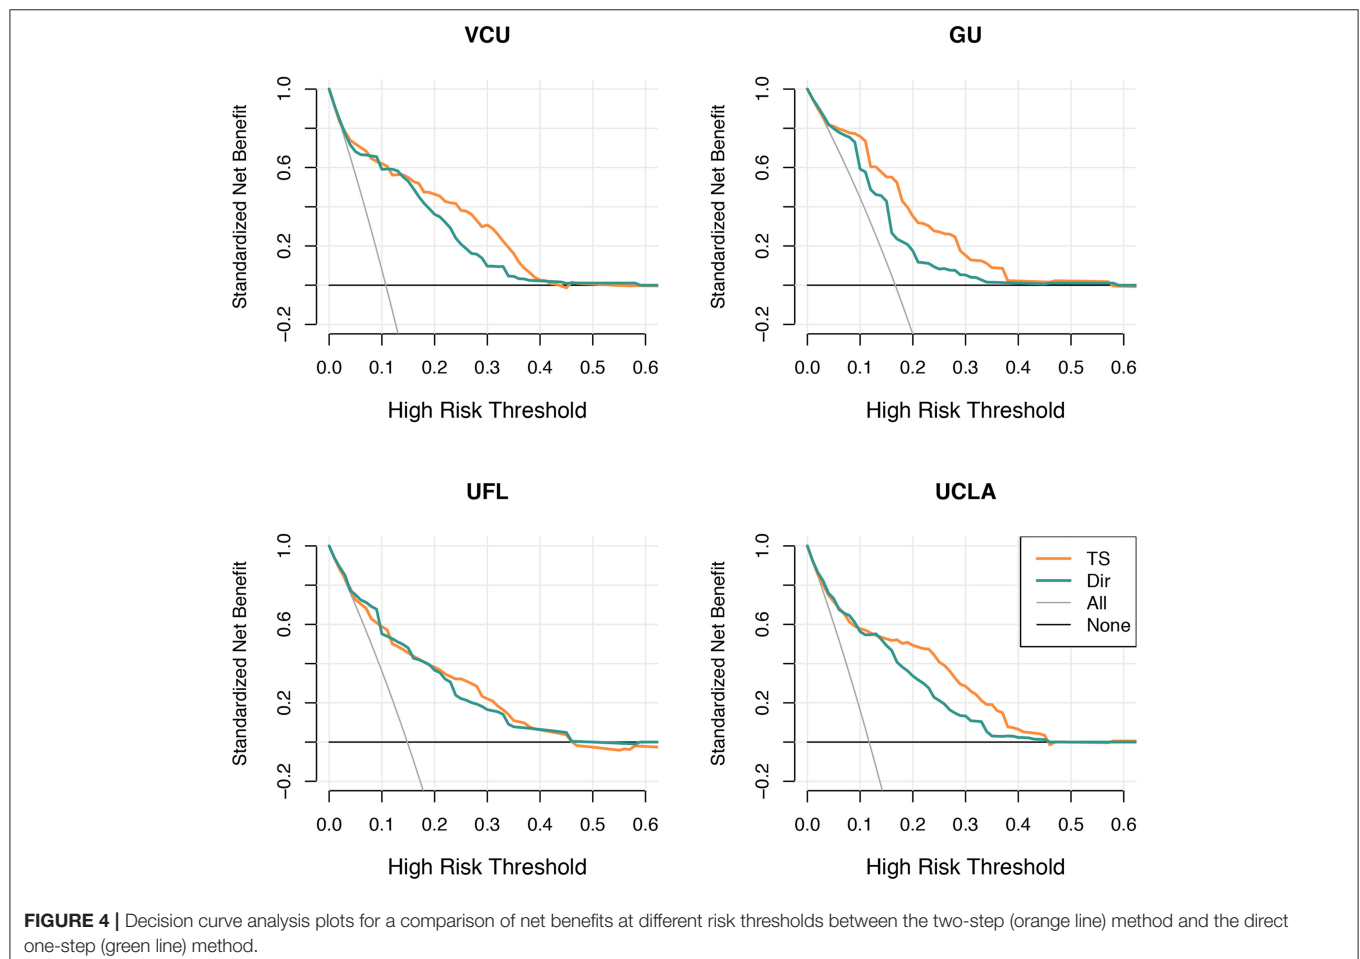 VCU
Standardized Net Benefit
1.0
0.6
0.2
−0.2
0.0 0.1 0.2 0.3 0.4 0.5 0.6
High Risk Threshold
GU
Standardized Net Benefit
1.0
0.6
0.2
−0.2
0.0 0.1 0.2 0.3 0.4 0.5 0.6
High Risk Threshold
UFL
Standardized Net Benefit
1.0
0.6
0.2
−0.2
0.0 0.1 0.2 0.3 0.4 0.5 0.6
High Risk Threshold
UCLA
Standardized Net Benefit
1.0
0.6
0.2
−0.2
0.0 0.1 0.2 0.3 0.4 0.5 0.6
High Risk Threshold
TS
Dir
All
None
FIGURE 4 | Decision curve analysis plots for a comparison of net benefits at different risk thresholds between the two-step (orange line) method and the direct
one-step (green line) method.